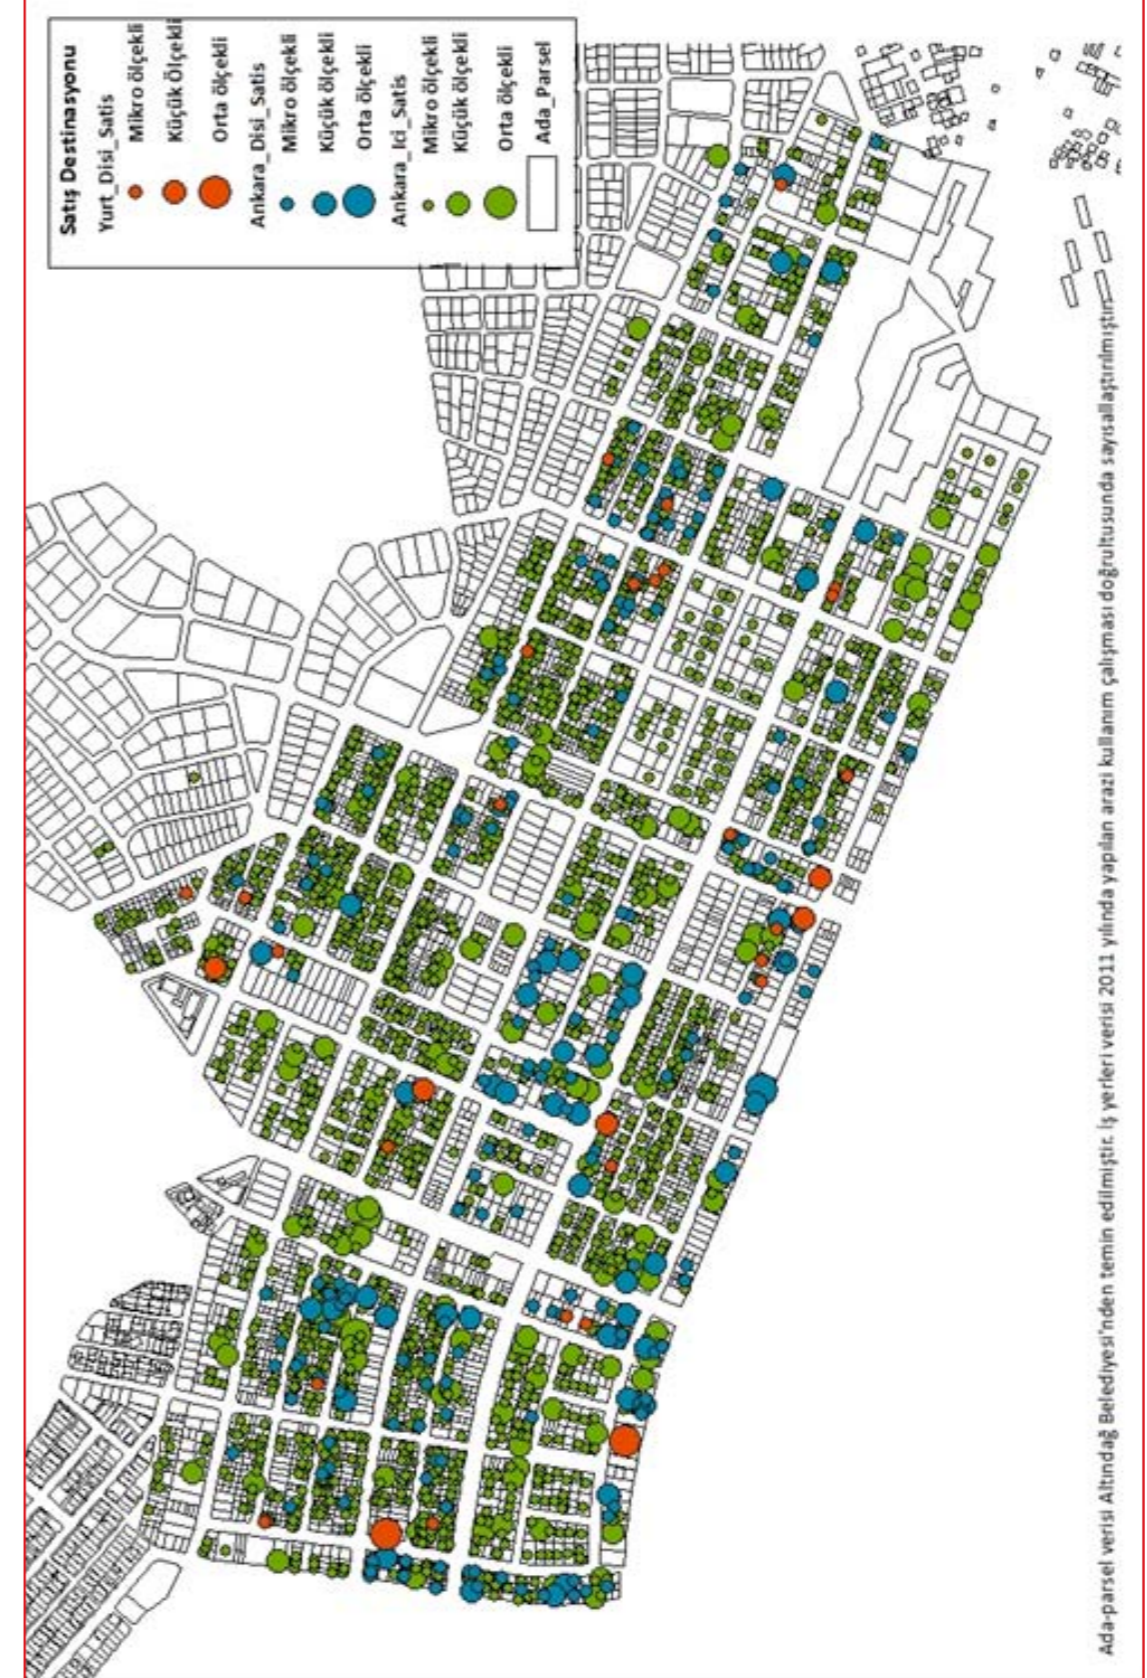 Satış Destinasyonu
Yurt_Disi_Satis
Mikro ölçekli
Küçük Ölçekli
Orta ölçekli
Ankara_Disi_Satis
Mikro ölçekli
Küçük ölçekli
Orta ölçekli
Ankara_Ici_Satis
Mikro ölçekli
Küçük ölçekli
Orta ölçekli
Ada_Parsel
Ada-parsel verisi Altındağ Belediyesi'nden temin edilmiştir. İş yerleri verisi 2011 yılında yapılan arazi kullanım çalışması doğrultusunda sayısallaştırılmıştır.